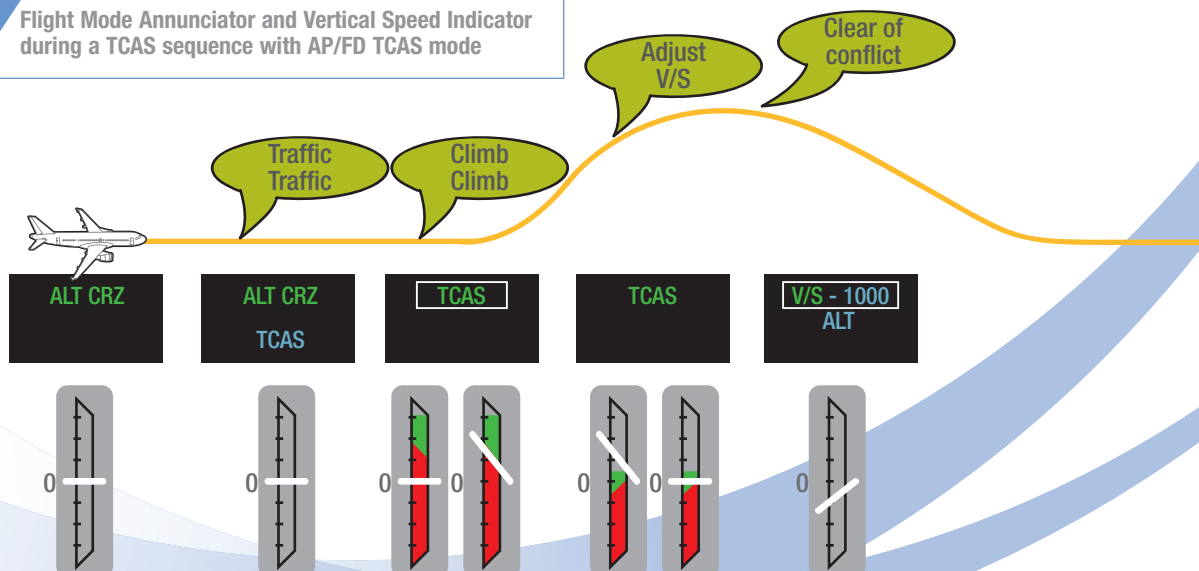 Flight Mode Annunciator and Vertical Speed Indicator
during a TCAS sequence with AP/FD TCAS mode
Traffic
Traffic
Climb
Climb
Adjust
V/S
Clear of
conflict
ALT CRZ
ALT CRZ
TCAS
TCAS
TCAS
V/S - 1000
ALT
0
0
0
0
0
0
0